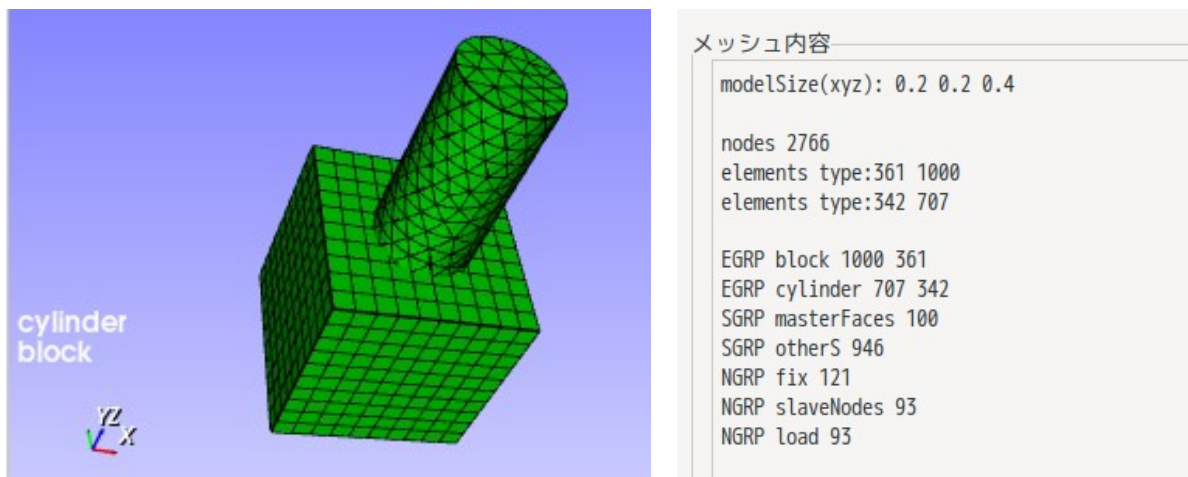 cylinder
block
YZ
X
メッシュ内容
modelSize(xyz): 0.2 0.2 0.4
nodes 2766
elements type:361 1000
elements type:342 707
EGRP block 1000 361
EGRP cylinder 707 342
SGRP masterFaces 100
SGRP otherS 946
NGRP fix 121
NGRP slaveNodes 93
NGRP load 93